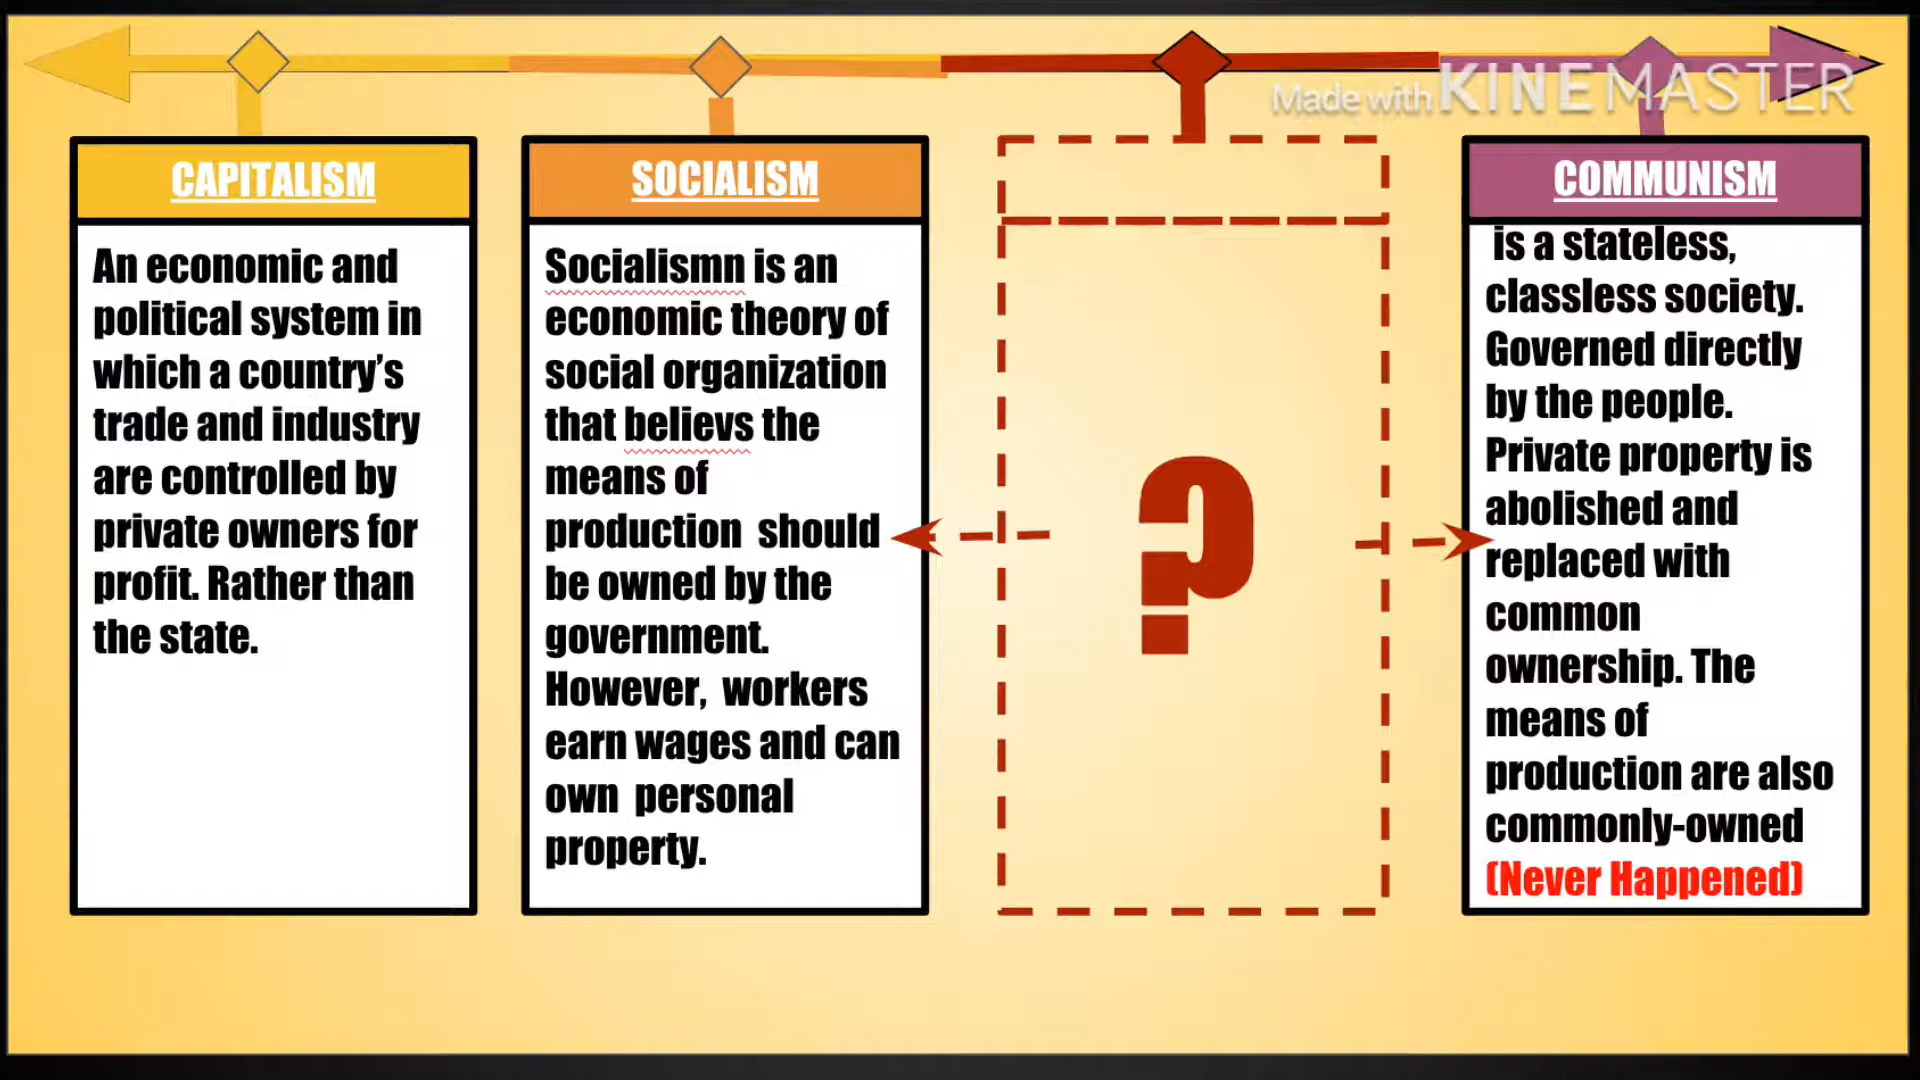 Made with KINEMASTER
CAPITALISM
An economic and
political system in
which a country’s
trade and industry
are controlled by
private owners for
profit. Rather than
the state.
SOCIALISM
Socialismn is an
economic theory of
social organization
that believs the
means of
production should
be owned by the
government.
However, workers
earn wages and can
own personal
property.
?
COMMUNISM
is a stateless,
classless society.
Governed directly
by the people.
Private property is
abolished and
replaced with
common
ownership. The
means of
production are also
commonly-owned
(Never Happened)